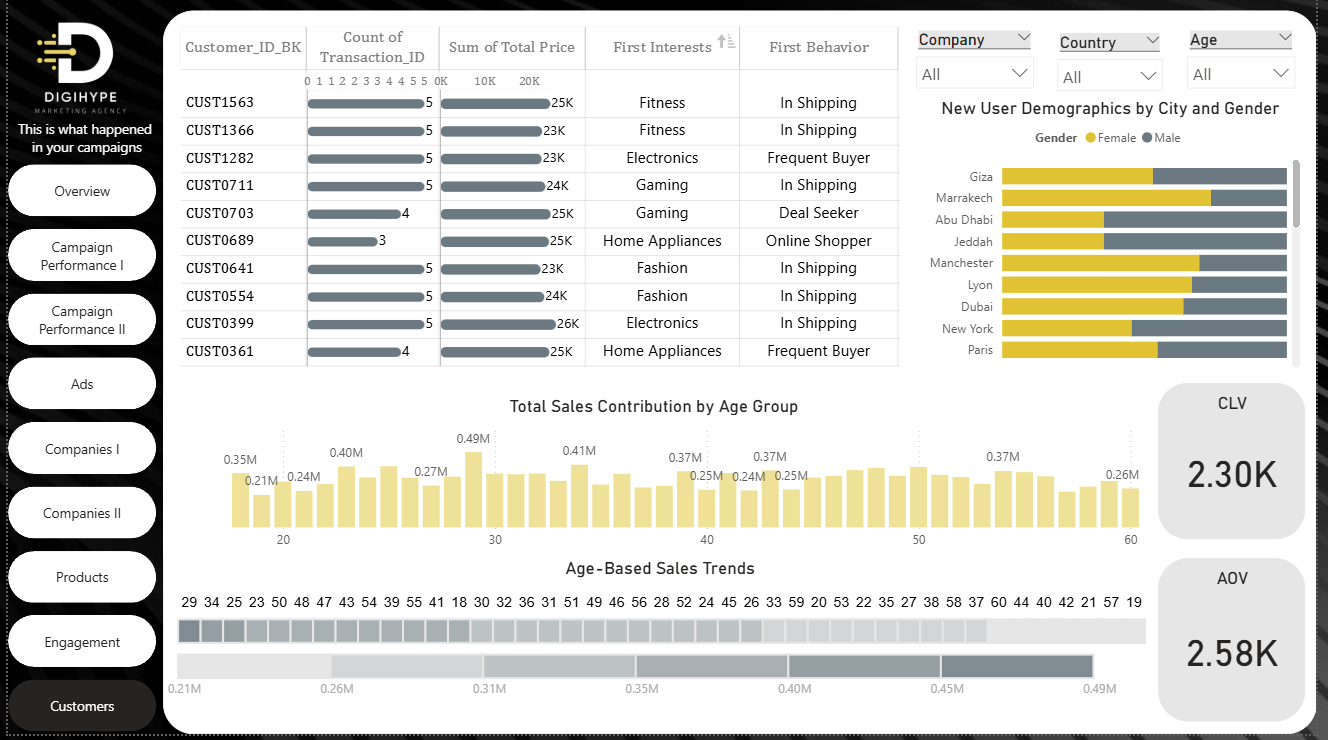 DIGIHYPE
MARKETING AGENCY
This is what happened
in your campaigns
Overview
Campaign
Performance I
Campaign
Performance II
Ads
Companies I
Companies II
Products
Engagement
Customers
Customer_ID_BK Count of Transaction_ID Sum of Total Price First Interests First Behavior
0 1 1 2 2 3 3 4 4 5 5 0K 10K 20K
CUST1563 5 25K Fitness In Shipping
CUST1366 5 23K Fitness In Shipping
CUST1282 5 23K Electronics Frequent Buyer
CUST0711 5 24K Gaming In Shipping
CUST0703 4 25K Gaming Deal Seeker
CUST0689 3 25K Home Appliances Online Shopper
CUST0641 5 23K Fashion In Shipping
CUST0554 5 24K Fashion In Shipping
CUST0399 5 26K Electronics In Shipping
CUST0361 4 25K Home Appliances Frequent Buyer
Company Country Age
All All All
New User Demographics by City and Gender
Gender Female Male
Giza
Marrakech
Abu Dhabi
Jeddah
Manchester
Lyon
Dubai
New York
Paris
Total Sales Contribution by Age Group
0.35M 0.21M 0.24M 0.40M 0.27M 0.49M 0.41M 0.37M 0.25M 0.24M 0.37M 0.25M 0.37M 0.26M
20 30 40 50 60
Age-Based Sales Trends
29 34 25 23 50 48 47 43 54 39 55 41 18 30 32 36 31 51 49 46 56 28 52 24 45 26 33 59 20 53 22 35 27 38 58 37 60 44 40 42 21 57 19
0.21M 0.26M 0.31M 0.35M 0.40M 0.45M 0.49M
CLV
2.30K
AOV
2.58K